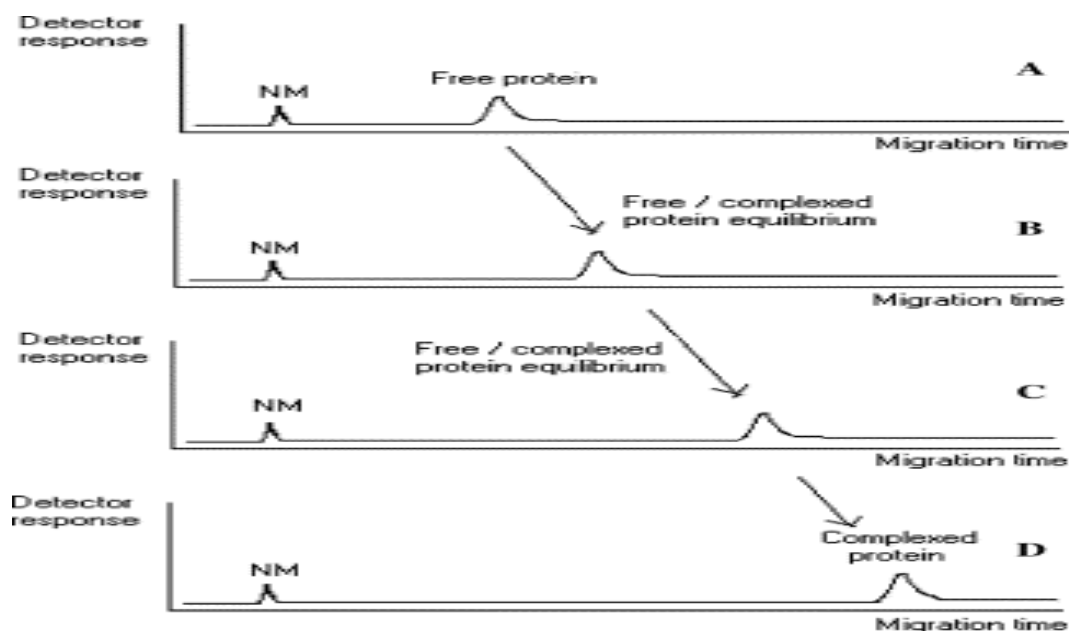 Detector
response
A
Free protein
NM
Migration time
Detector
response
Free / complexed
protein equilibrium
B
NM
Migration time
Detector
response
Free / complexed
protein equilibrium
C
NM
Migration time
Detector
response
Complexed
protein
D
NM
Migration time